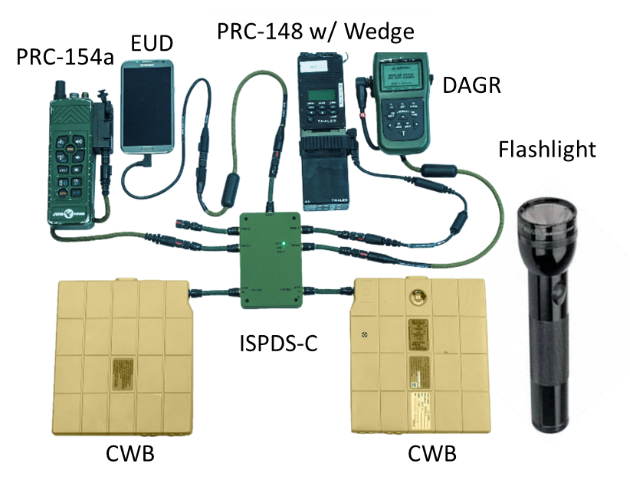 PRC-154a
EUD
PRC-148 w/ Wedge
DAGR
Flashlight
THALES
THALES
ISPDS-C
CWB
CWB